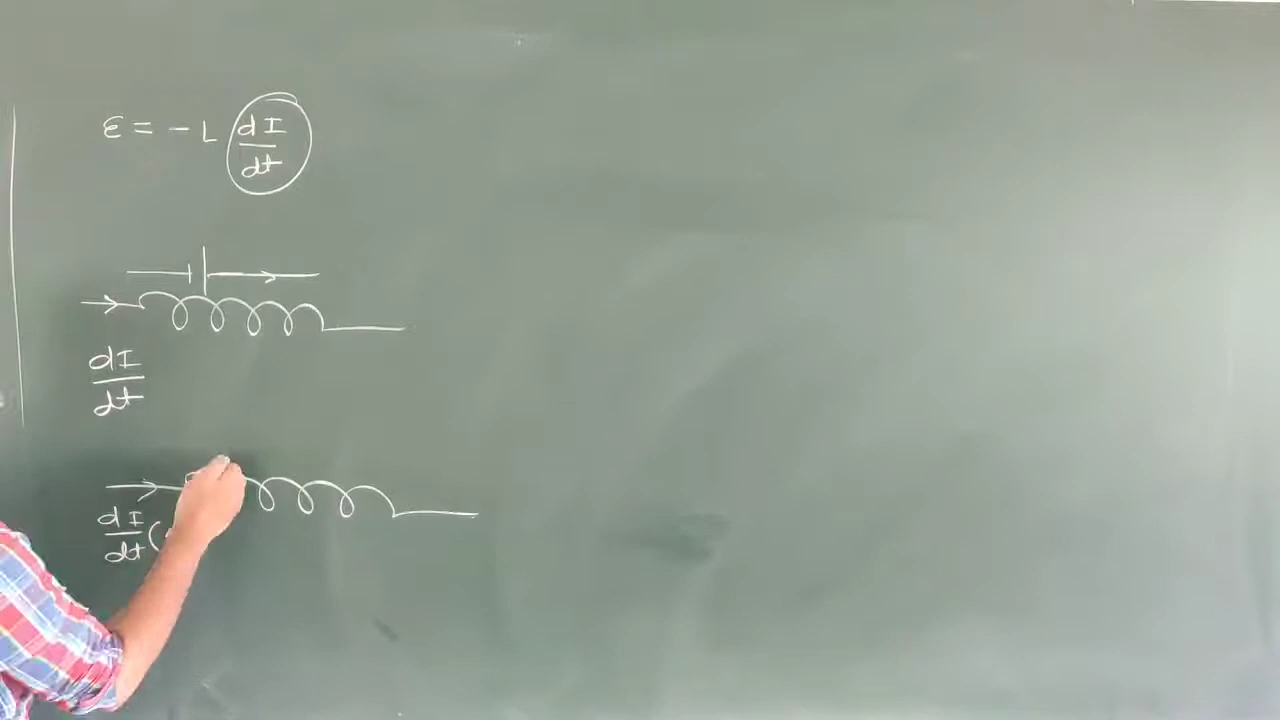 ε = - L dI/dt
dI/dt
dI/dt (